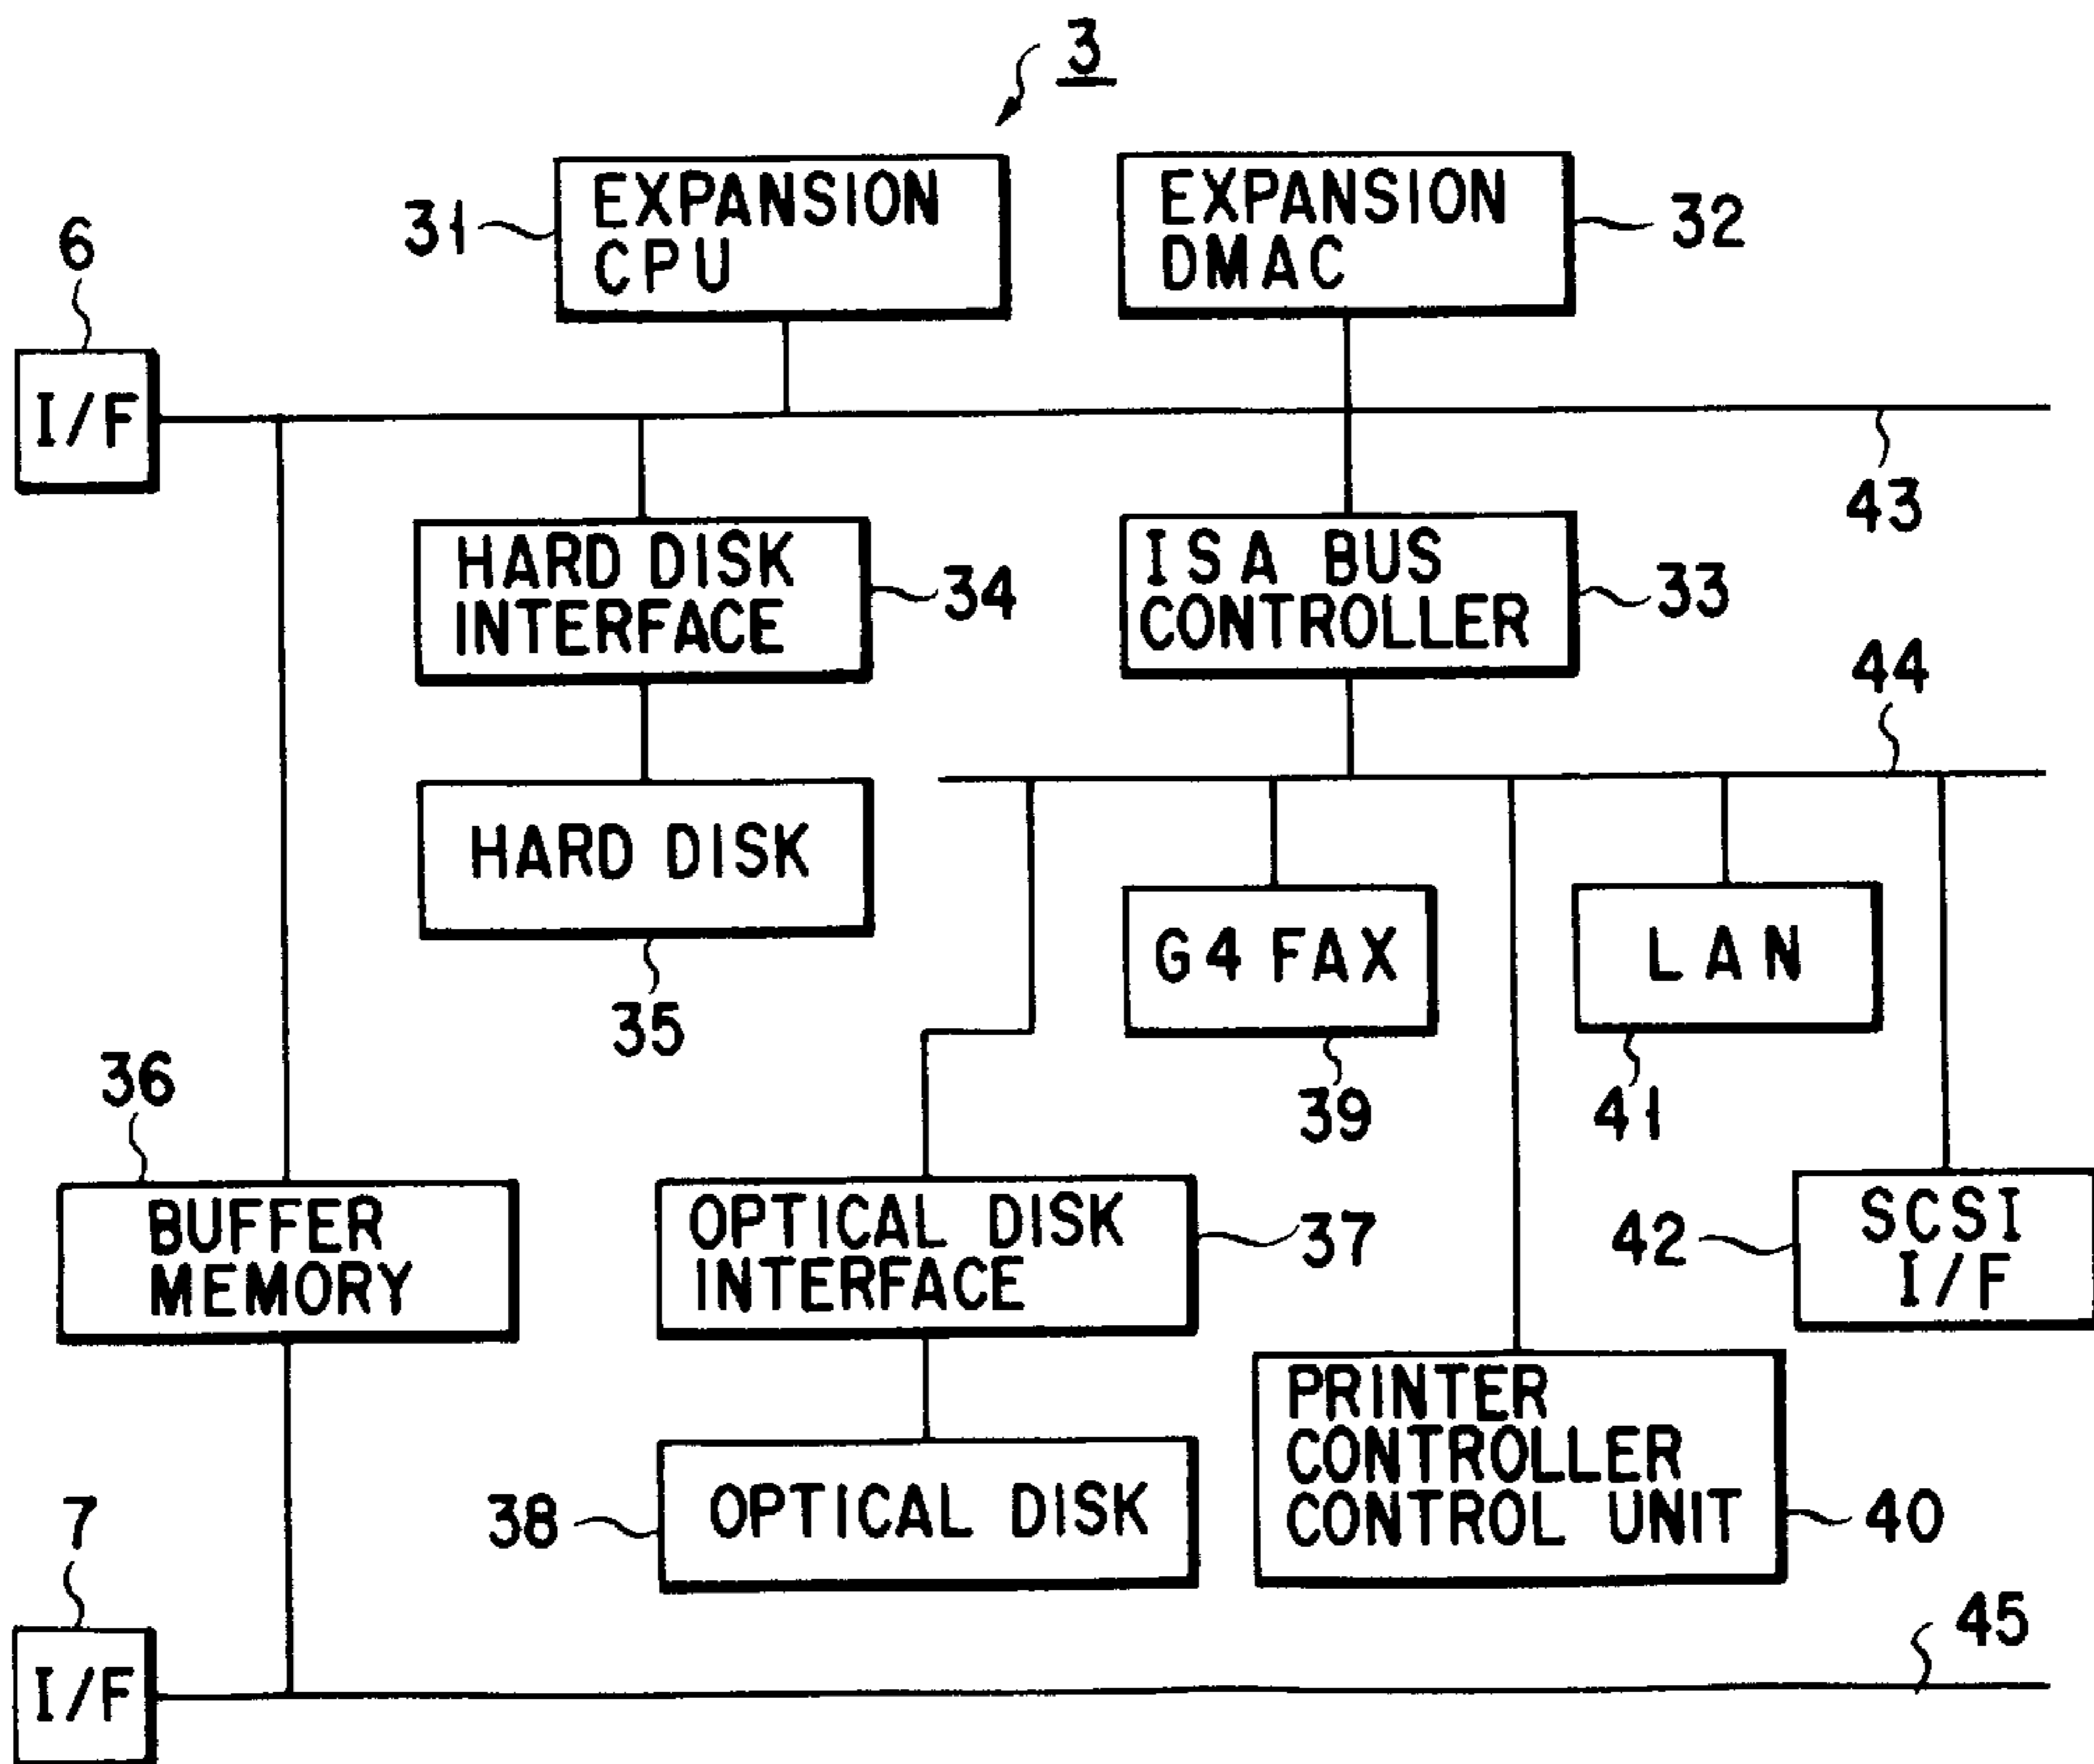 3
EXPANSION
CPU
31
EXPANSION
DMAC
32
6
I/F
43
HARD DISK
INTERFACE
34
ISA BUS
CONTROLLER
33
44
HARD DISK
35
G4 FAX
39
LAN
41
36
BUFFER
MEMORY
OPTICAL DISK
INTERFACE
37
42
SCSI
I/F
PRINTER
CONTROLLER
CONTROL UNIT
40
38
OPTICAL DISK
7
I/F
45